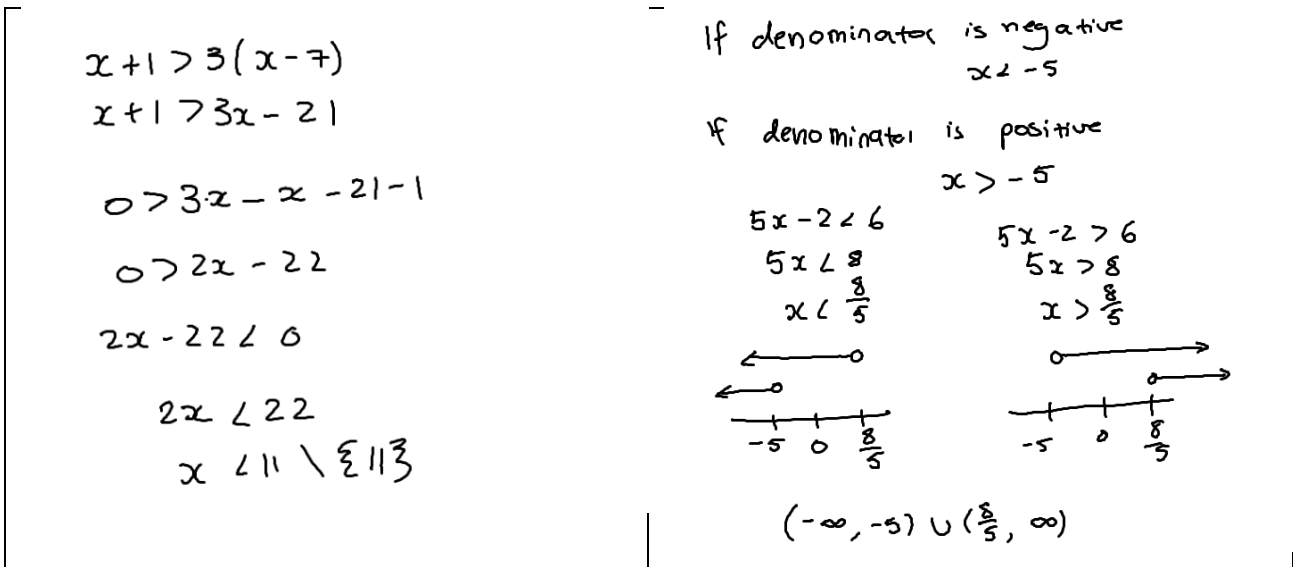 x+1 > 3(x-7)
x+1 > 3x - 21
0 > 3x - x - 21 - 1
0 > 2x - 22
2x - 22 < 0
2x < 22
x < 11 \ {11}
If denominator is negative
x < -5
If denominator is positive
x > -5
5x - 2 < 6
5x < 8
x < 8/5
-5 0 8/5
5x - 2 > 6
5x > 8
x > 8/5
-5 0 8/5
(-∞, -5) ∪ (8/5, ∞)